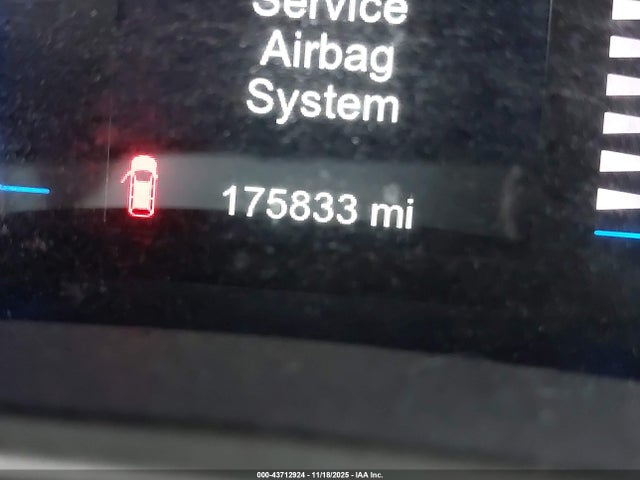 Service
Airbag
System
175833 mi
000-43712924 - 11/18/2025 - IAA Inc.